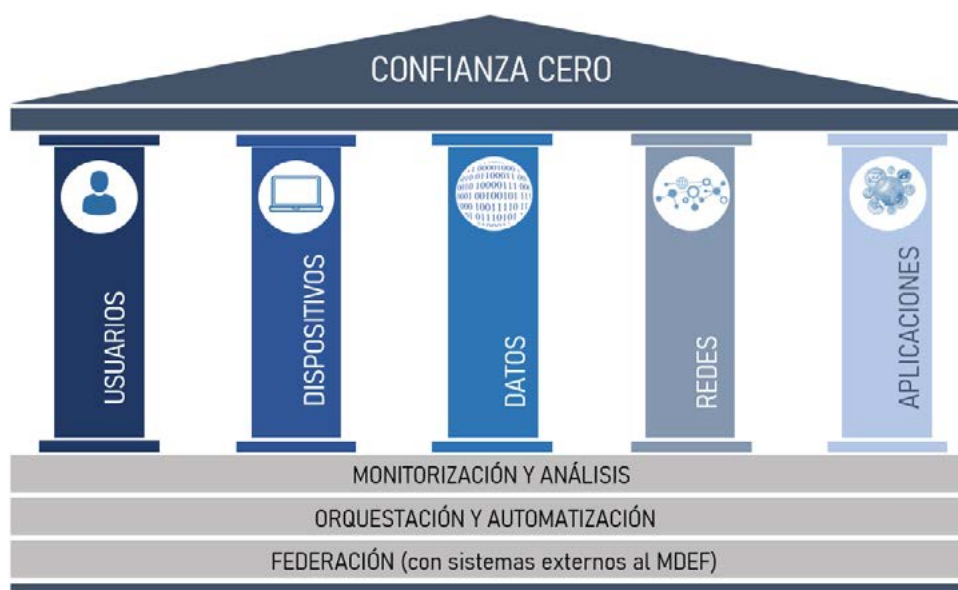 CONFIANZA CERO
USUARIOS
DISPOSITIVOS
DATOS
REDES
APLICACIONES
MONITORIZACIÓN Y ANÁLISIS
ORQUESTACIÓN Y AUTOMATIZACIÓN
FEDERACIÓN (con sistemas externos al MDEF)